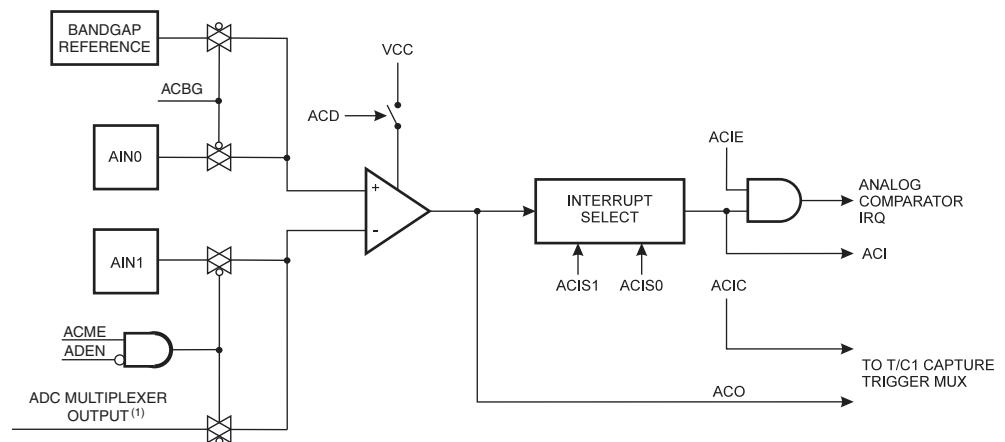 BANDGAP
REFERENCE
VCC
ACBG
ACD
ACIE
AIN0
+
-
INTERRUPT
SELECT
ANALOG
COMPARATOR
IRQ
AIN1
ACI
ACIS1
ACIS0
ACIC
ACME
ADEN
TO T/C1 CAPTURE
TRIGGER MUX
ADC MULTIPLEXER
OUTPUT (1)
ACO